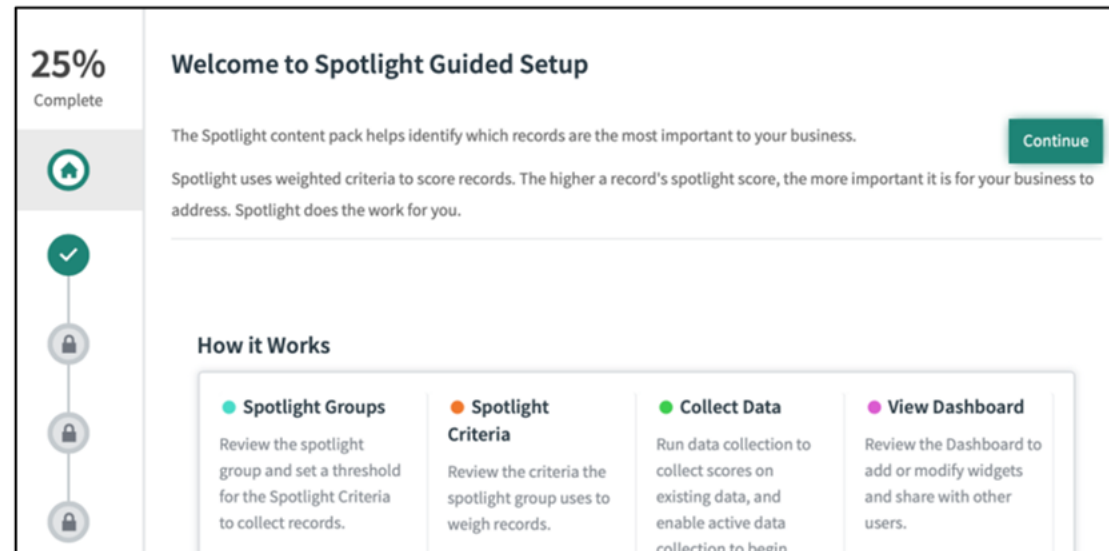 25%
Complete
Welcome to Spotlight Guided Setup
The Spotlight content pack helps identify which records are the most important to your business.
Continue
Spotlight uses weighted criteria to score records. The higher a record's spotlight score, the more important it is for your business to
address. Spotlight does the work for you.
How it Works
Spotlight Groups
Review the spotlight
group and set a threshold
for the Spotlight Criteria
to collect records.
Spotlight
Criteria
Review the criteria the
spotlight group uses to
weigh records.
Collect Data
Run data collection to
collect scores on
existing data, and
enable active data
collection to begin
View Dashboard
Review the Dashboard to
add or modify widgets
and share with other
users.